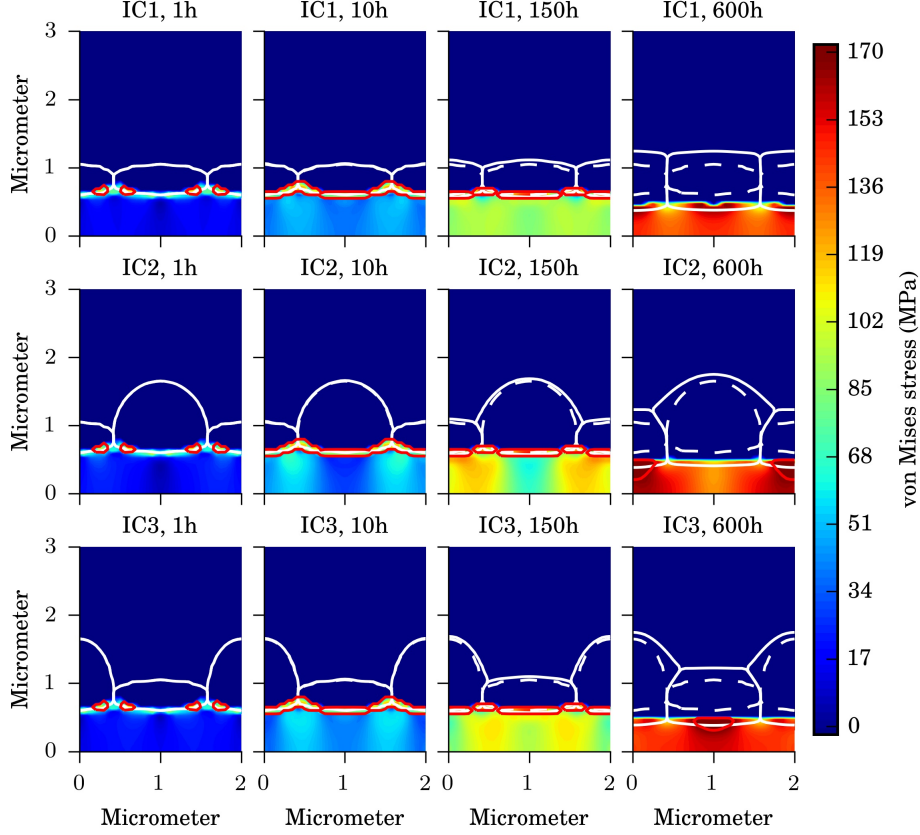 IC1, 1h IC1, 10h IC1, 150h IC1, 600h
3
2
1
0
Micrometer
IC2, 1h IC2, 10h IC2, 150h IC2, 600h
3
2
1
0
Micrometer
IC3, 1h IC3, 10h IC3, 150h IC3, 600h
3
2
1
0
Micrometer
0 1 2 0 1 2 0 1 2 0 1 2
Micrometer Micrometer Micrometer Micrometer
170
153
136
119
102
85
68
51
34
17
0
von Mises stress (MPa)